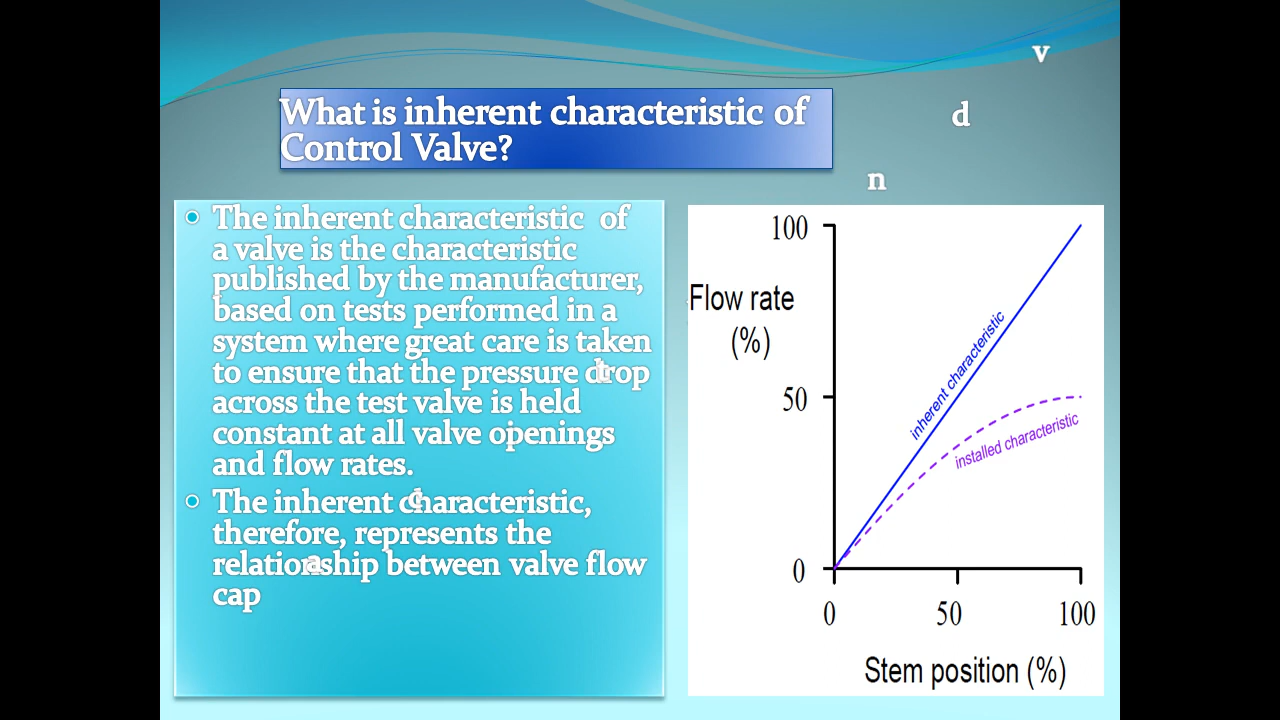 What is inherent characteristic of
Control Valve?
The inherent characteristic of
a valve is the characteristic
published by the manufacturer,
based on tests performed in a
system where great care is taken
to ensure that the pressure drop
across the test valve is held
constant at all valve openings
and flow rates.
The inherent characteristic,
therefore, represents the
relationship between valve flow
cap
a
c
i
t
n
d
v
100
Flow rate
(%)
50
0
0 50 100
Stem position (%)
inherent characteristic
installed characteristic